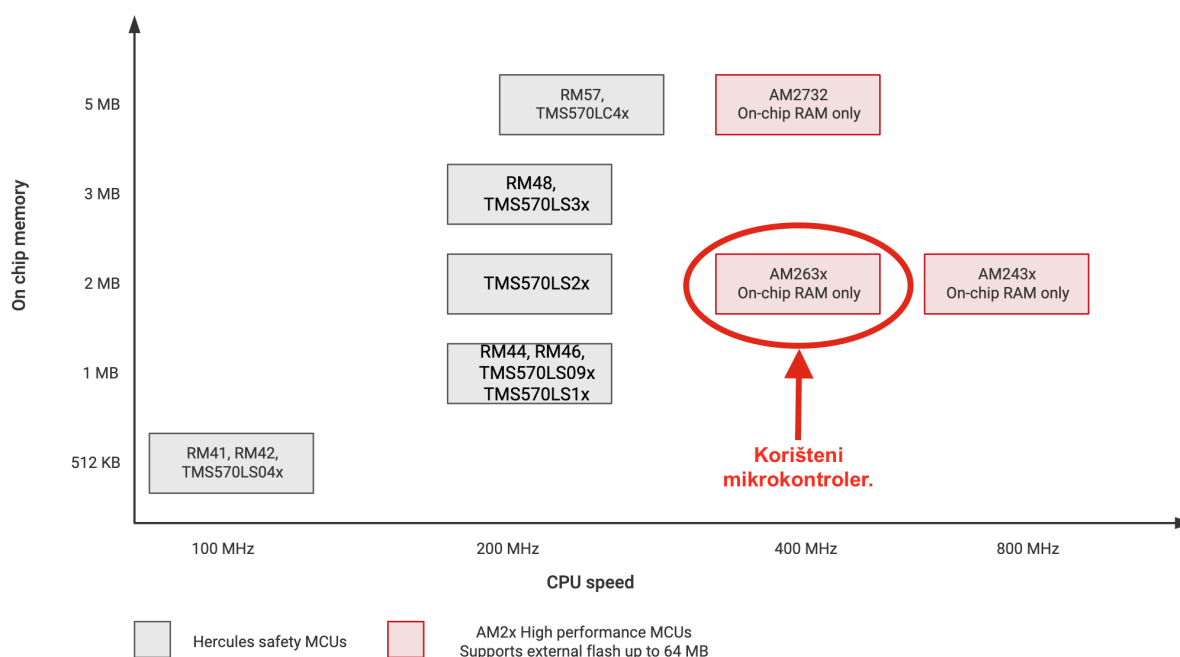 On chip memory
5 MB
RM57,
TMS570LC4x
AM2732
On-chip RAM only
3 MB
RM48,
TMS570LS3x
2 MB
TMS570LS2x
AM263x
On-chip RAM only
AM243x
On-chip RAM only
1 MB
RM44, RM46,
TMS570LS09x
TMS570LS1x
512 KB
RM41, RM42,
TMS570LS04x
Korišteni
mikrokontroler.
100 MHz
200 MHz
400 MHz
800 MHz
CPU speed
Hercules safety MCUs
AM2x High performance MCUs
Supports external flash up to 64 MB